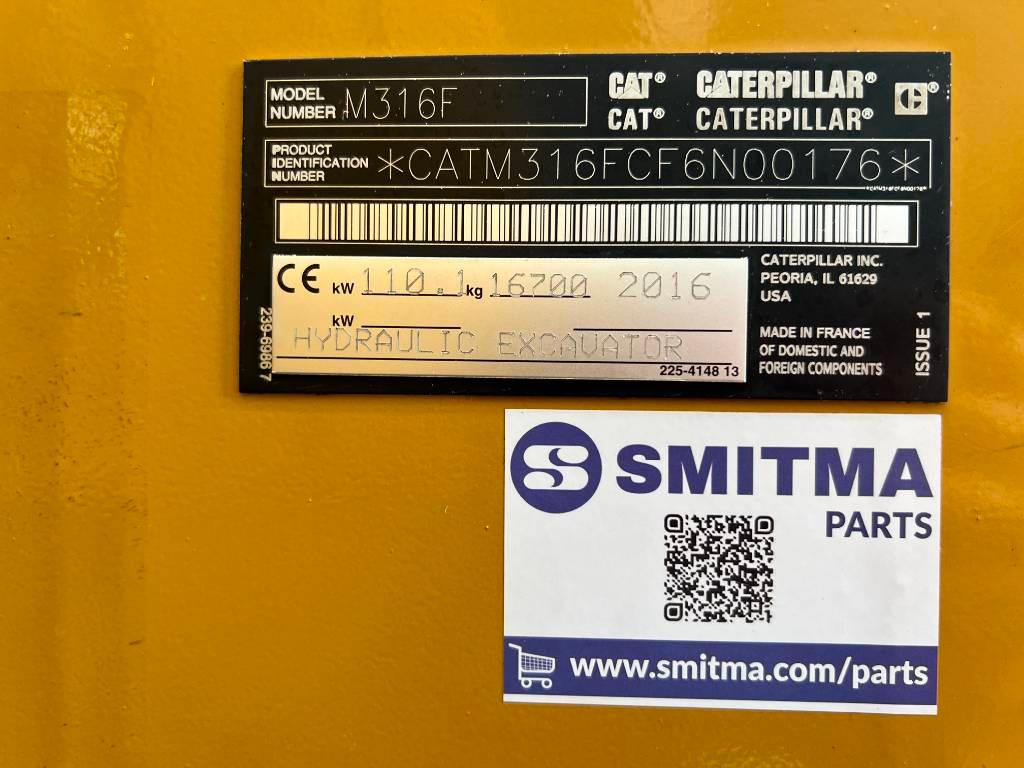 MODEL NUMBER M316F
CAT® CATERPILLAR®
CAT® CATERPILLAR®
PRODUCT IDENTIFICATION NUMBER *CATM316FCF6N00176*
*CATM316FCF6N00176*
CE kW 110.1 kg 16700 2016
kW
HYDRAULIC EXCAVATOR
225-4148 13
239-6986 7
CATERPILLAR INC.
PEORIA, IL 61629
USA
MADE IN FRANCE
OF DOMESTIC AND
FOREIGN COMPONENTS
ISSUE 1
SMITMA
PARTS
www.smitma.com/parts